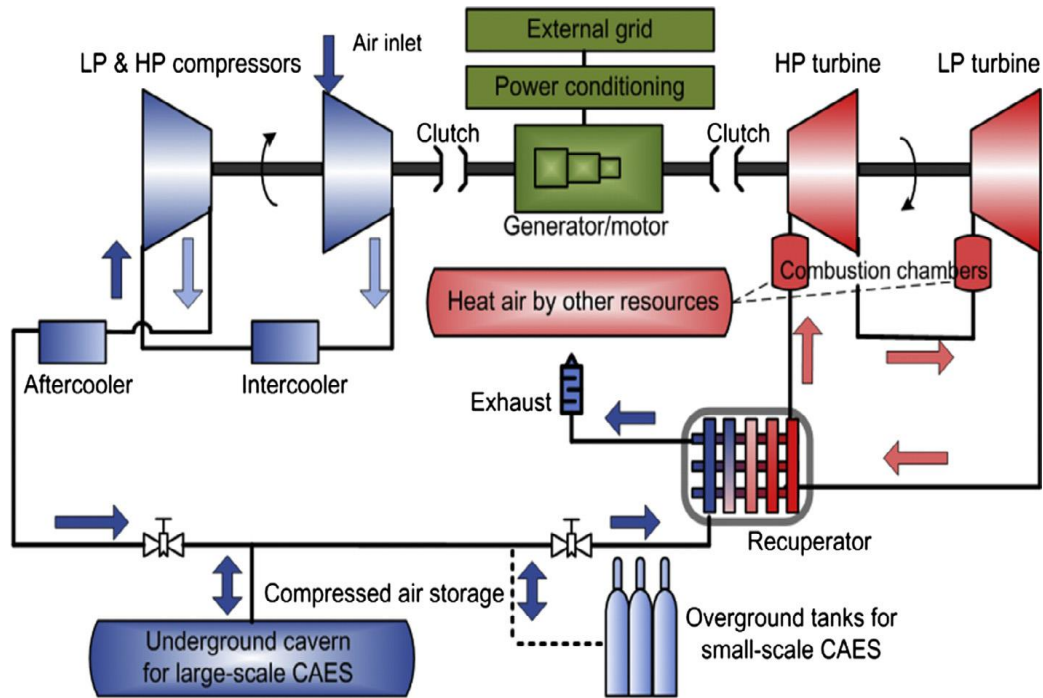 Air inlet
External grid
LP & HP compressors
HP turbine
LP turbine
Power conditioning
Clutch
Clutch
Generator/motor
Combustion chambers
Heat air by other resources
Aftercooler
Intercooler
Exhaust
Recuperator
Compressed air storage
Underground cavern
for large-scale CAES
Overground tanks for
small-scale CAES